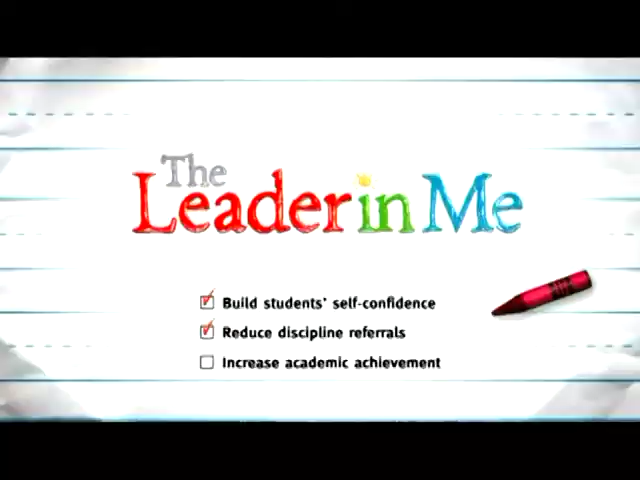 The
Leader in Me
Build students' self-confidence
Reduce discipline referrals
Increase academic achievement